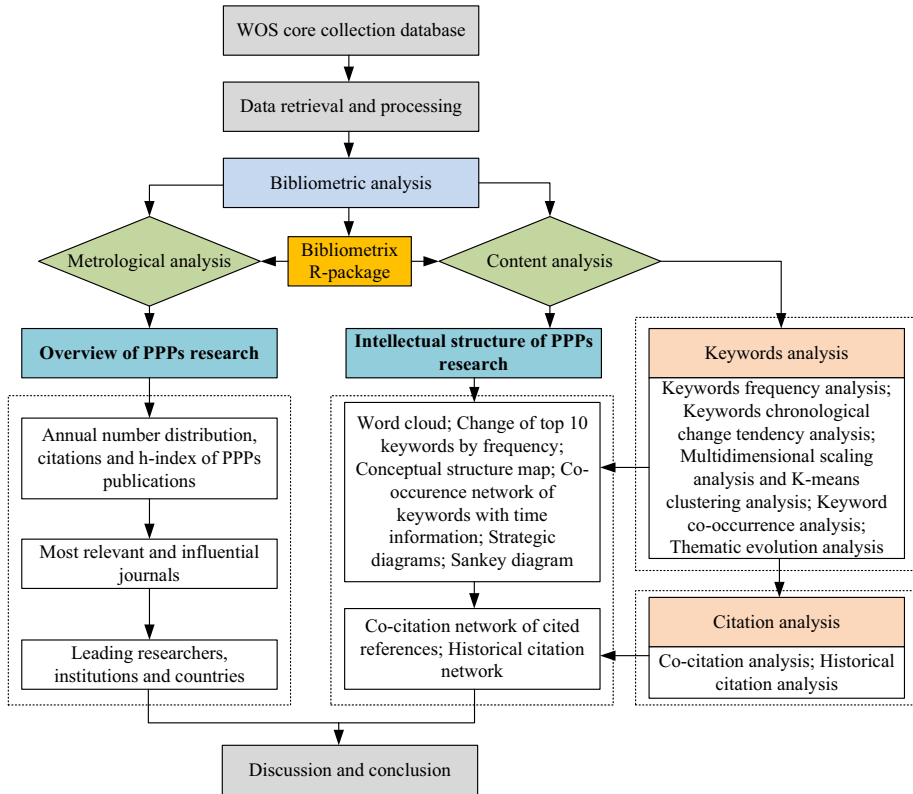 WOS core collection database
Data retrieval and processing
Bibliometric analysis
Metrological analysis
Bibliometrix
R-package
Content analysis
Overview of PPPs research
Intellectual structure of PPPs
research
Keywords analysis
Keywords frequency analysis;
Keywords chronological
change tendency analysis;
Multidimensional scaling
analysis and K-means
clustering analysis; Keyword
co-occurrence analysis;
Thematic evolution analysis
Annual number distribution,
citations and h-index of PPPs
publications
Word cloud; Change of top 10
keywords by frequency;
Conceptual structure map; Co-
occurence network of
keywords with time
information; Strategic
diagrams; Sankey diagram
Most relevant and influential
journals
Citation analysis
Co-citation analysis; Historical
citation analysis
Leading researchers,
institutions and countries
Co-citation network of cited
references; Historical citation
network
Discussion and conclusion